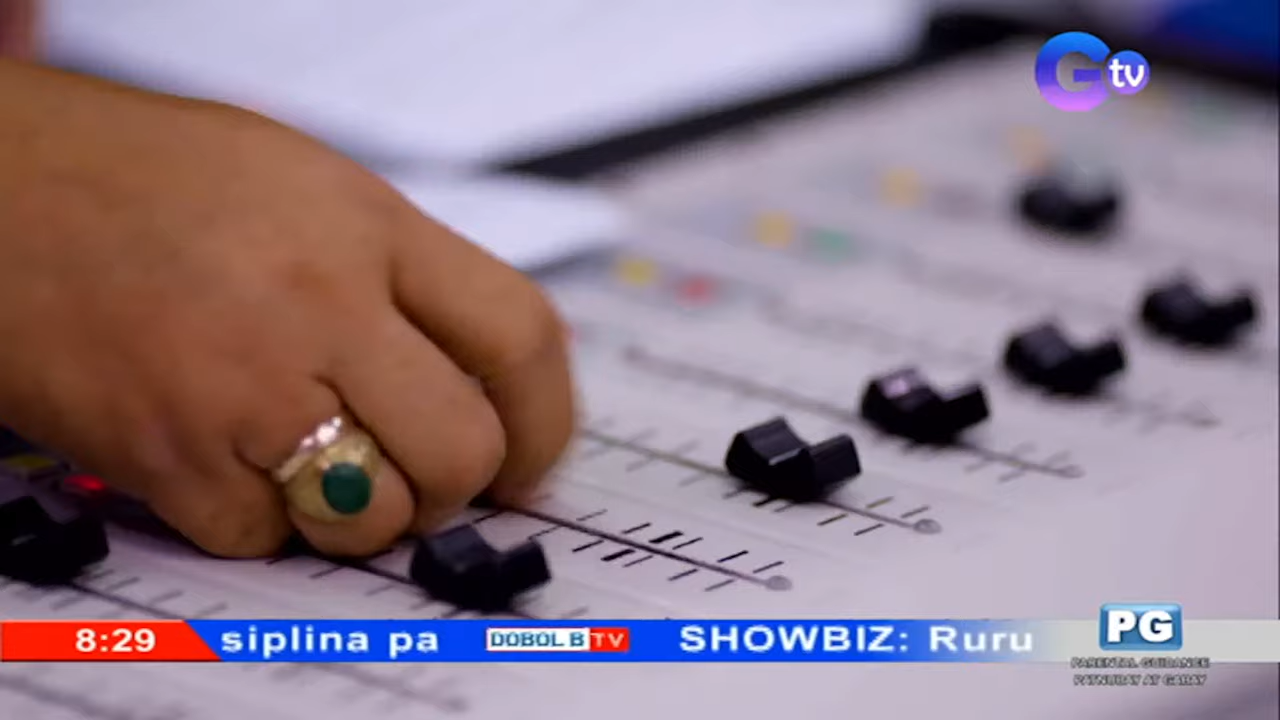 Gtv
8:29 siplina pa DOBOL B TV SHOWBIZ: Ruru
PG
PARENTAL GUIDANCE
PATNUBAY AT GABAY